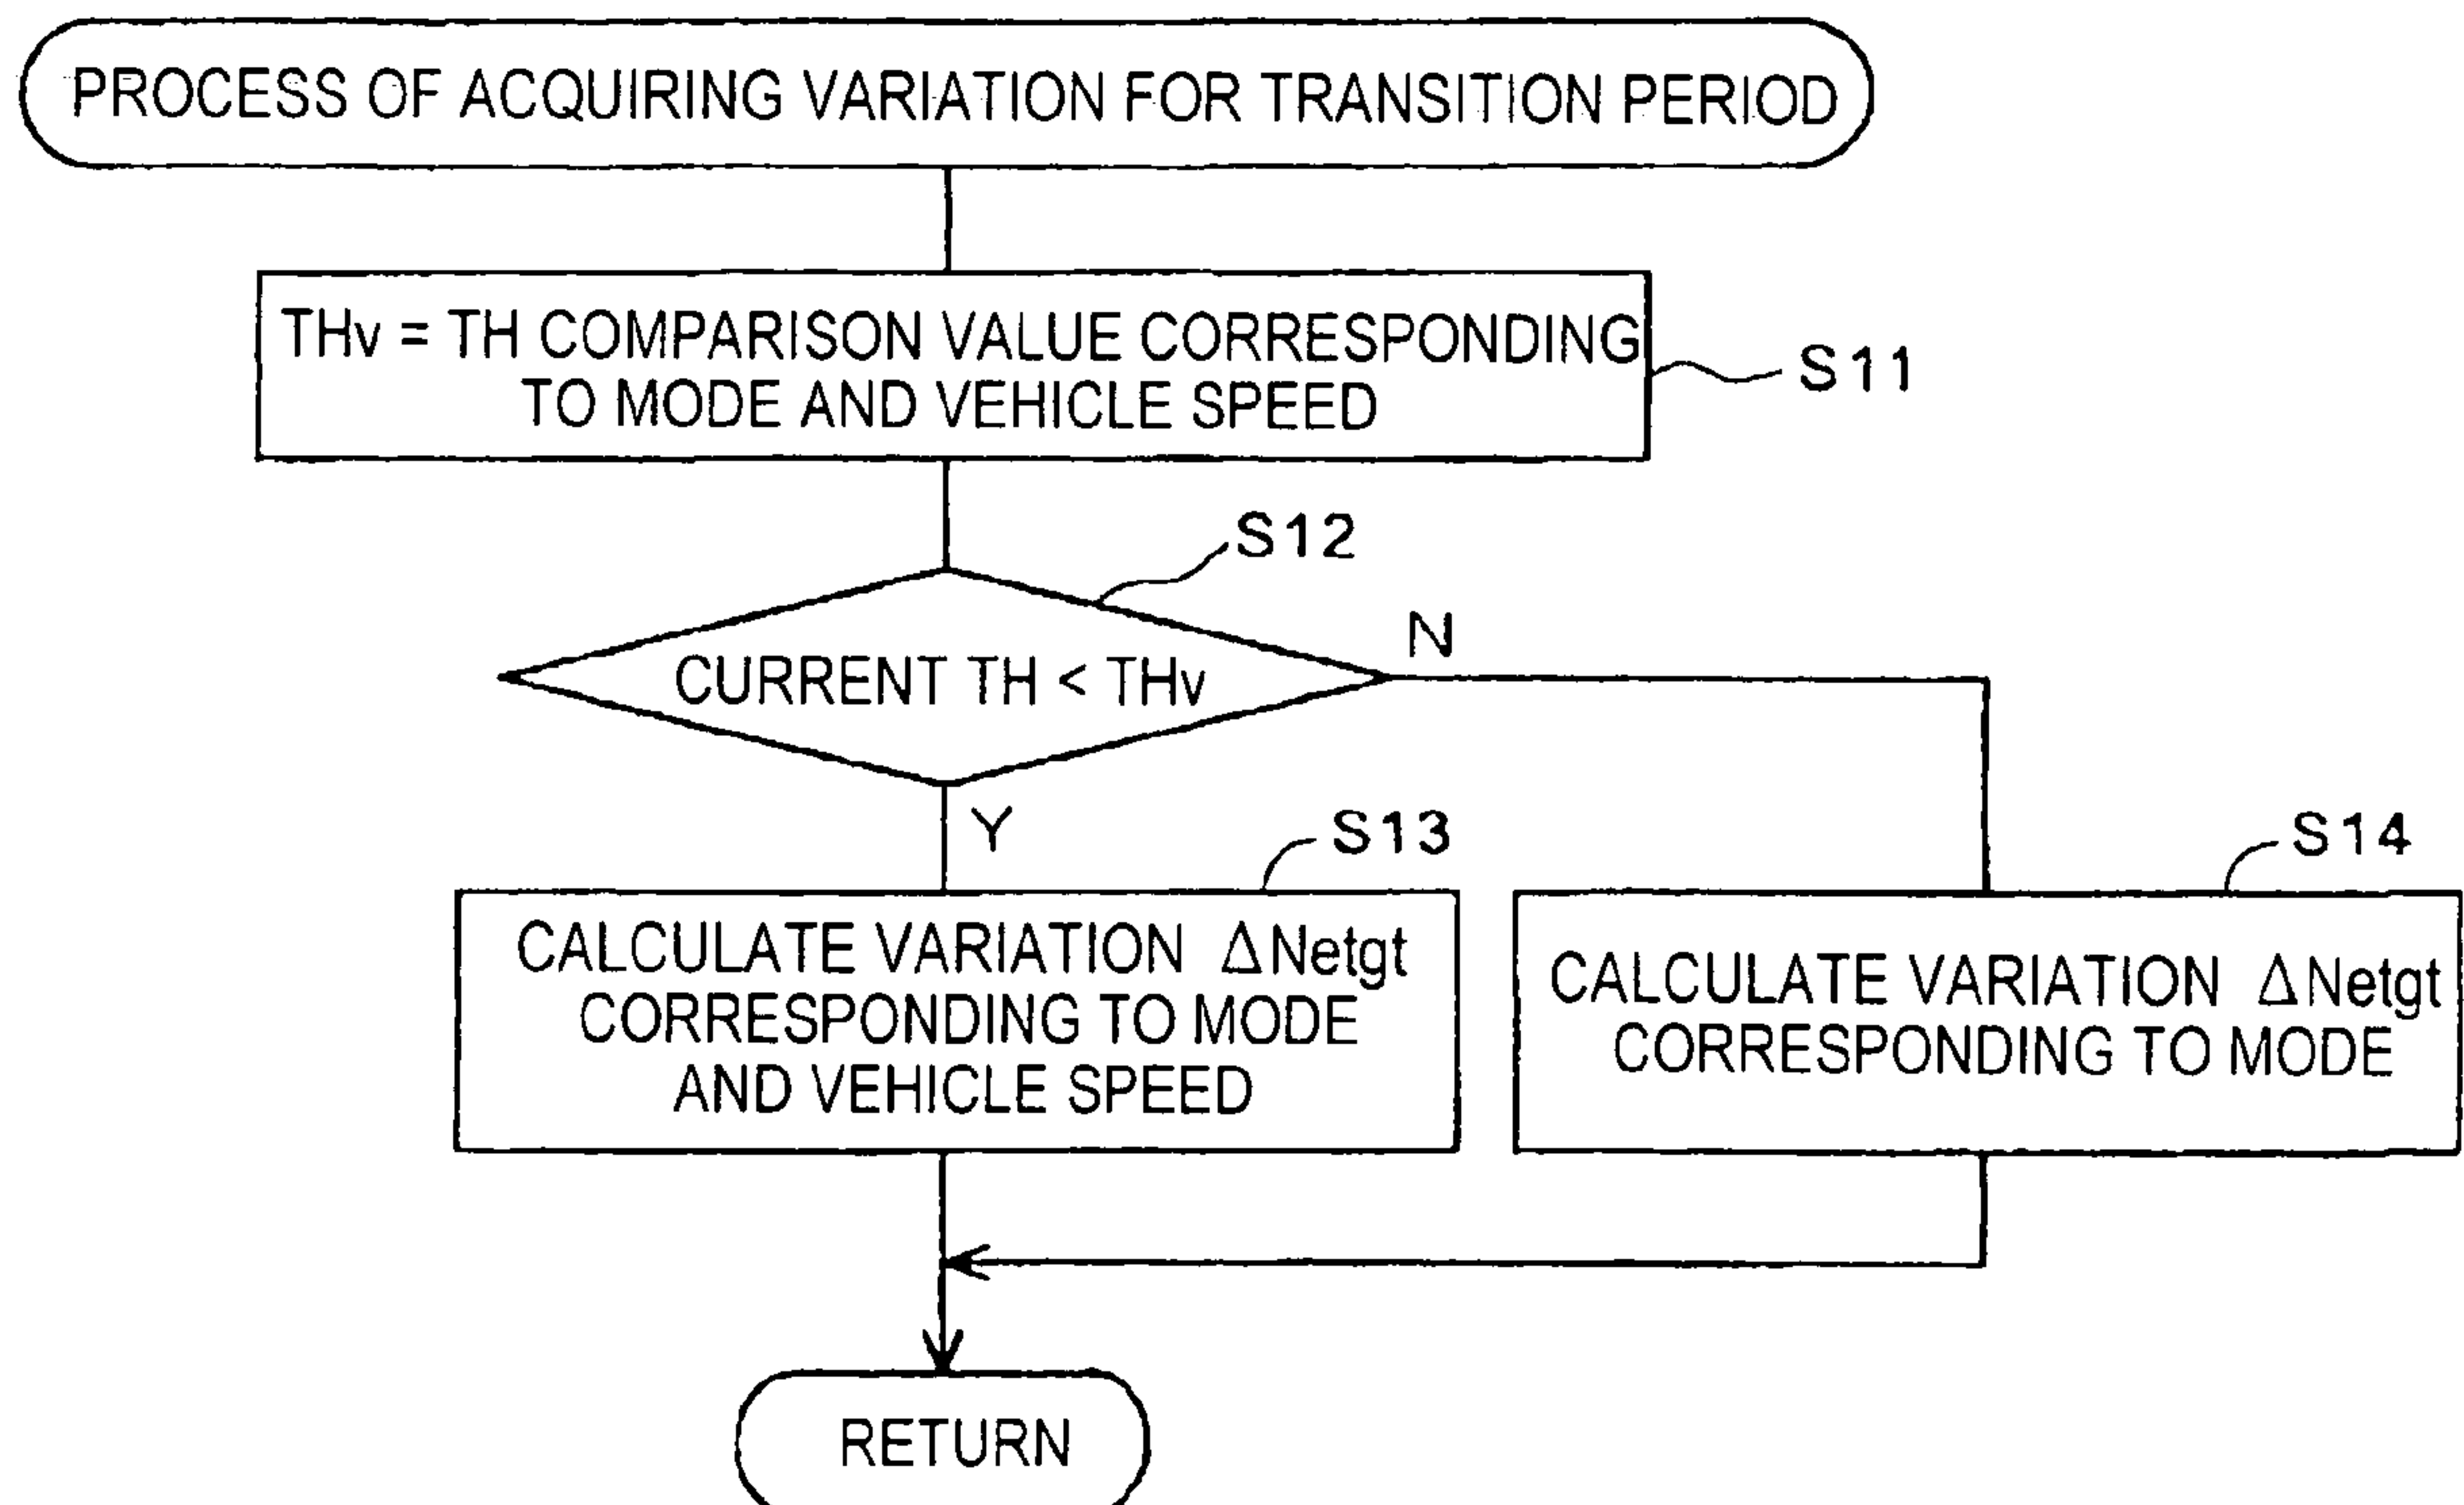 PROCESS OF ACQUIRING VARIATION FOR TRANSITION PERIOD
THv = TH COMPARISON VALUE CORRESPONDING
TO MODE AND VEHICLE SPEED
S11
S12
CURRENT TH < THv
N
Y
S13
CALCULATE VARIATION ΔNetgt
CORRESPONDING TO MODE
AND VEHICLE SPEED
S14
CALCULATE VARIATION ΔNetgt
CORRESPONDING TO MODE
RETURN